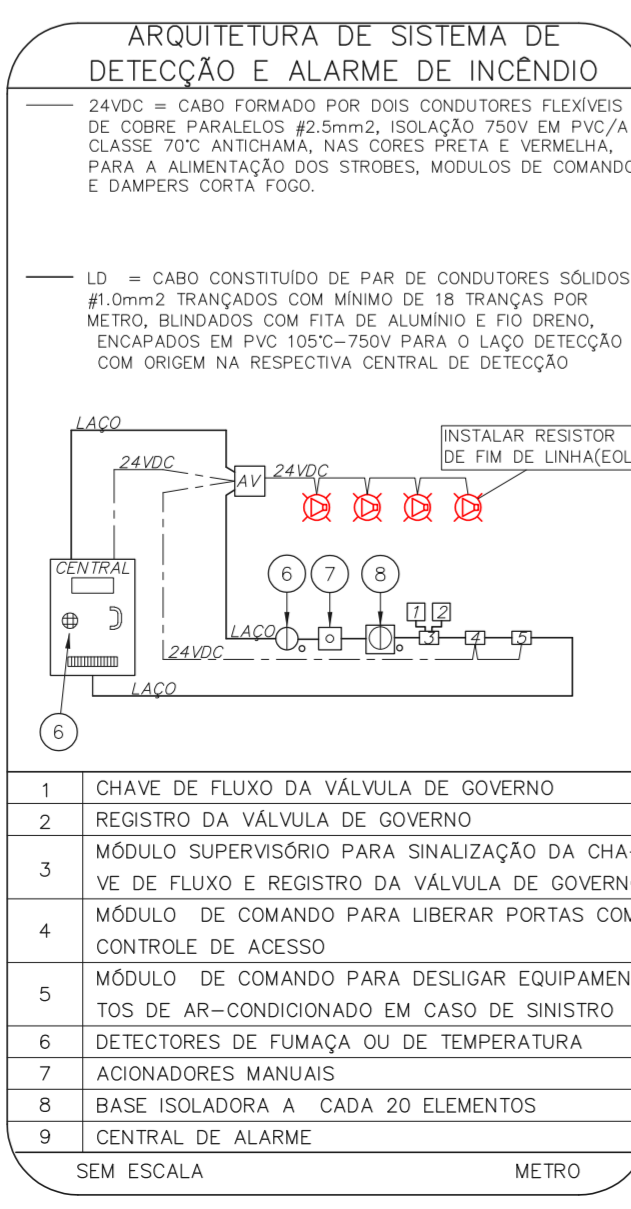 ARQUITETURA DE SISTEMA DE
DETECÇÃO E ALARME DE INCÊNDIO
24VDC = CABO FORMADO POR DOIS CONDUTORES FLEXÍVEIS
DE COBRE PARALELOS #2.5mm2, ISOLAÇÃO 750V EM PVC/A
CLASSE 70°C ANTICHAMA, NAS CORES PRETA E VERMELHA,
PARA A ALIMENTAÇÃO DOS STROBES, MODULOS DE COMANDO
E DAMPERS CORTA FOGO.
LD = CABO CONSTITUÍDO DE PAR DE CONDUTORES SÓLIDOS
#1.0mm2 TRANÇADOS COM MÍNIMO DE 18 TRANÇAS POR
METRO, BLINDADOS COM FITA DE ALUMÍNIO E FIO DRENO,
ENCAPADOS EM PVC 105°C-750V PARA O LAÇO DETECÇÃO
COM ORIGEM NA RESPECTIVA CENTRAL DE DETECÇÃO
LAÇO
INSTALAR RESISTOR
DE FIM DE LINHA(EOL
24VDC
24VDC
AV
CENTRAL
6
7
8
1
2
LAÇO
3
4
5
24VDC
LAÇO
6
1 CHAVE DE FLUXO DA VÁLVULA DE GOVERNO
2 REGISTRO DA VÁLVULA DE GOVERNO
3 MÓDULO SUPERVISÓRIO PARA SINALIZAÇÃO DA CHA-
VE DE FLUXO E REGISTRO DA VÁLVULA DE GOVERNO
4 MÓDULO DE COMANDO PARA LIBERAR PORTAS COM
CONTROLE DE ACESSO
5 MÓDULO DE COMANDO PARA DESLIGAR EQUIPAMEN
TOS DE AR-CONDICIONADO EM CASO DE SINISTRO
6 DETECTORES DE FUMAÇA OU DE TEMPERATURA
7 ACIONADORES MANUAIS
8 BASE ISOLADORA A CADA 20 ELEMENTOS
9 CENTRAL DE ALARME
SEM ESCALA METRO